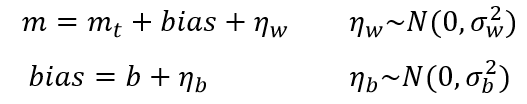 m = m_t + bias + η_w    η_w~N(0, σ_w^2)
bias = b + η_b    η_b~N(0, σ_b^2)